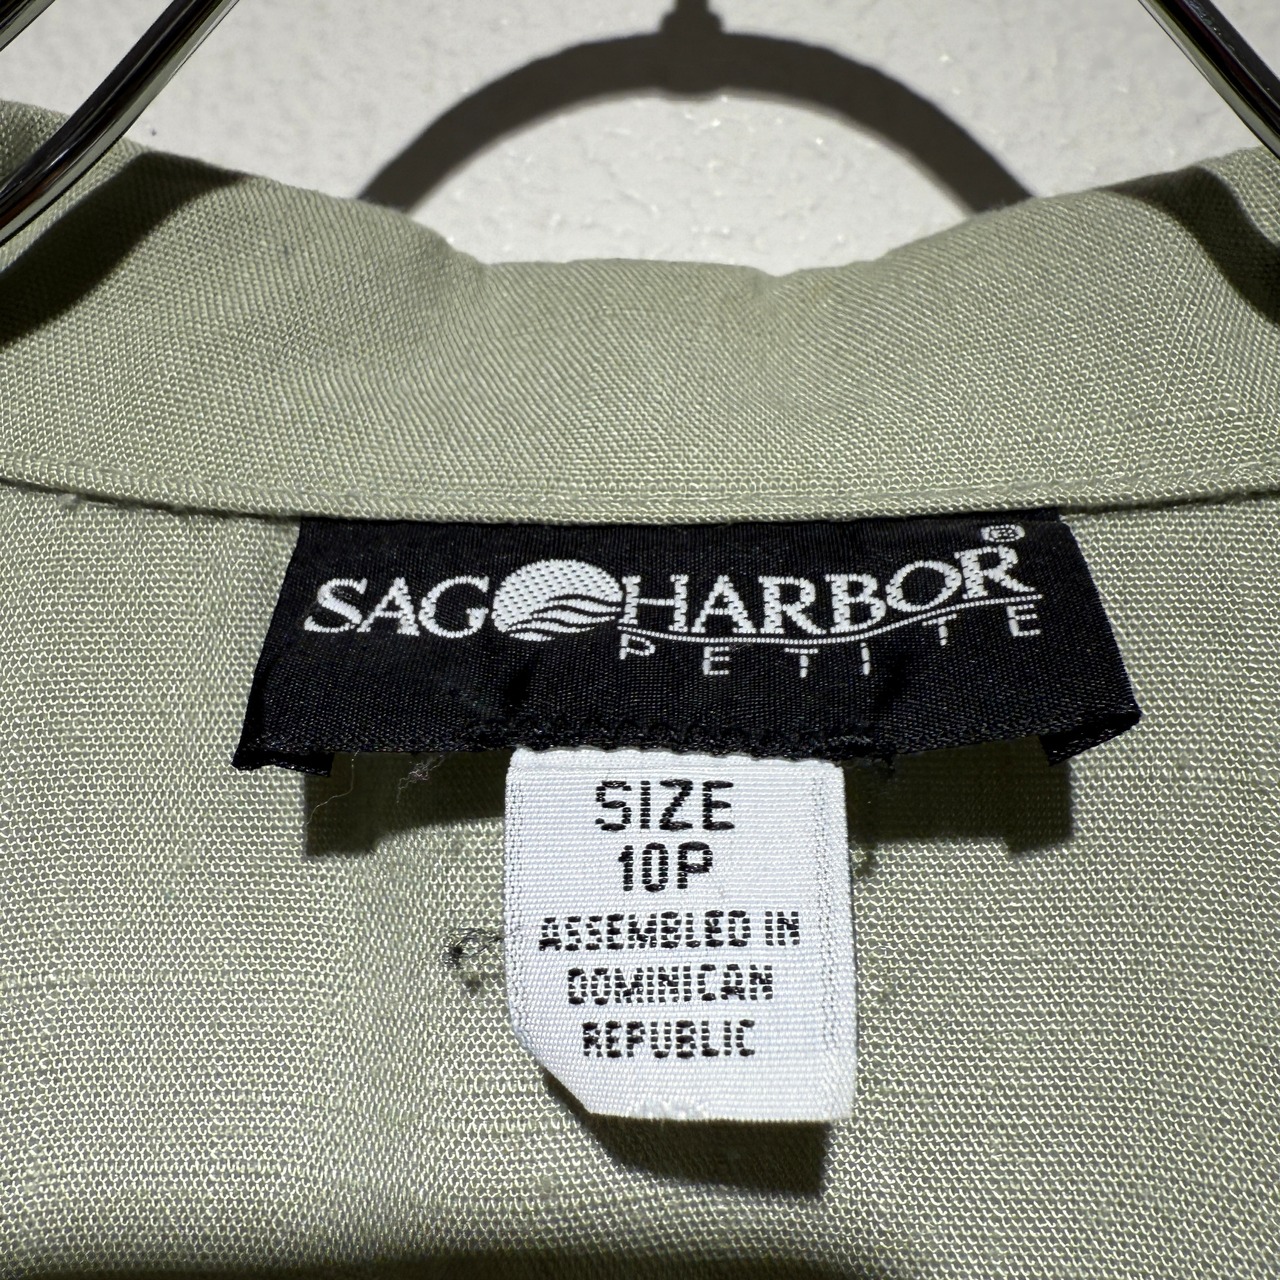 SAG HARBOR®
PETITE
SIZE
10P
ASSEMBLED IN
DOMINICAN
REPUBLIC